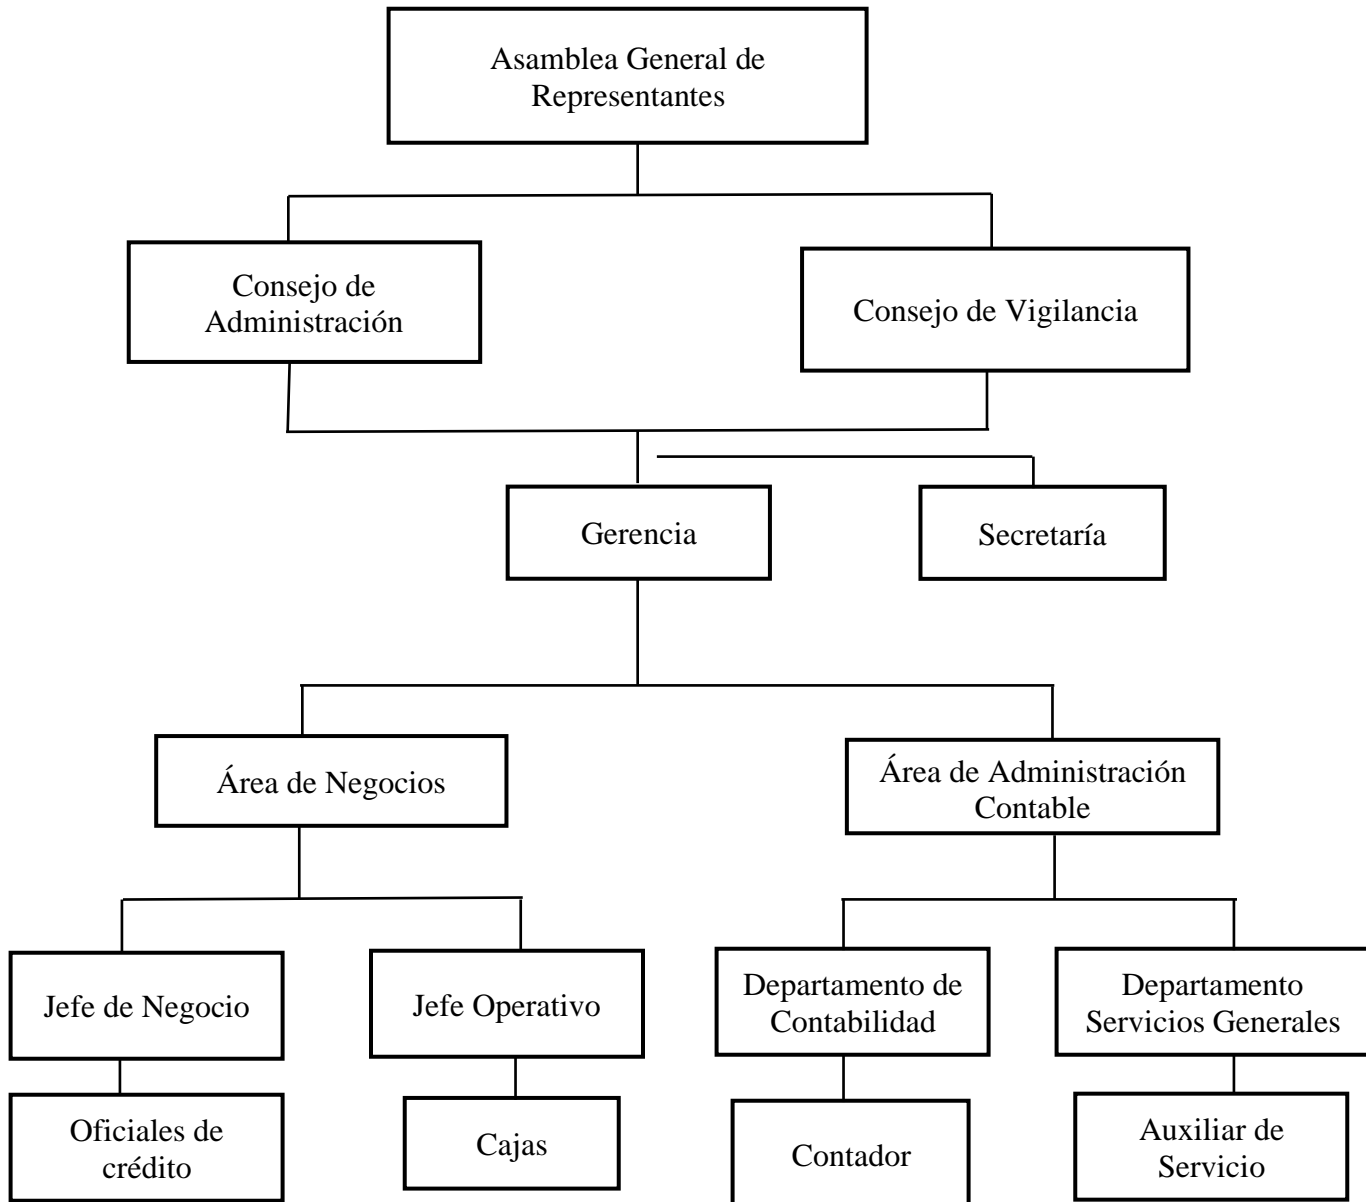 Asamblea General de
Representantes
Consejo de
Administración
Consejo de Vigilancia
Gerencia
Secretaría
Área de Negocios
Área de Administración
Contable
Jefe de Negocio
Jefe Operativo
Departamento de
Contabilidad
Departamento
Servicios Generales
Oficiales de
crédito
Cajas
Contador
Auxiliar de
Servicio